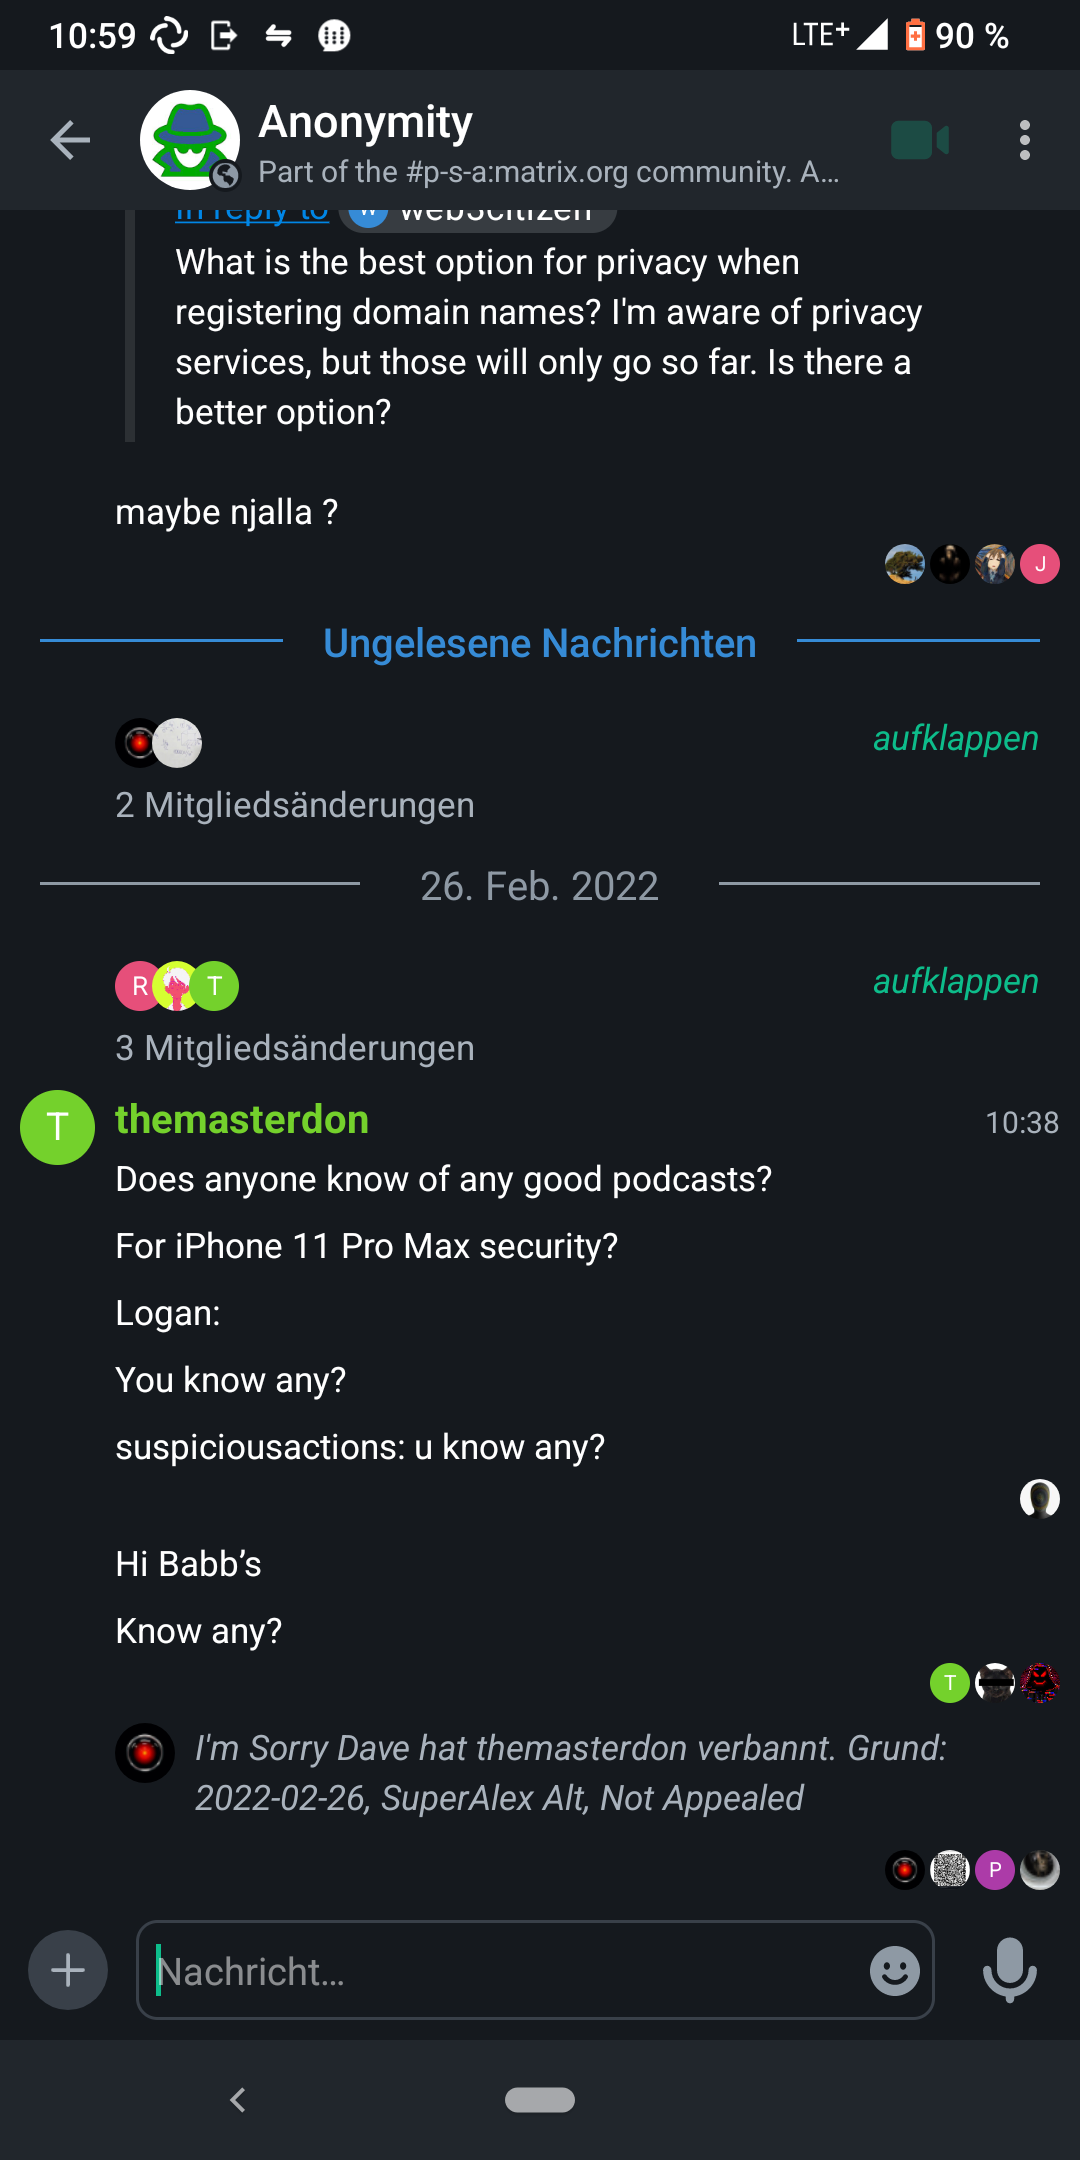 10:59
LTE+ 90 %
Anonymity
Part of the #p-s-a:matrix.org community. A...
In reply to web3citizen
What is the best option for privacy when
registering domain names? I'm aware of privacy
services, but those will only go so far. Is there a
better option?
maybe njalla ?
J
Ungelesene Nachrichten
aufklappen
2 Mitgliedsänderungen
26. Feb. 2022
R T
aufklappen
3 Mitgliedsänderungen
T
themasterdon
10:38
Does anyone know of any good podcasts?
For iPhone 11 Pro Max security?
Logan:
You know any?
suspiciousactions: u know any?
Hi Babb’s
Know any?
T
I'm Sorry Dave hat themasterdon verbannt. Grund:
2022-02-26, SuperAlex Alt, Not Appealed
P
Nachricht...